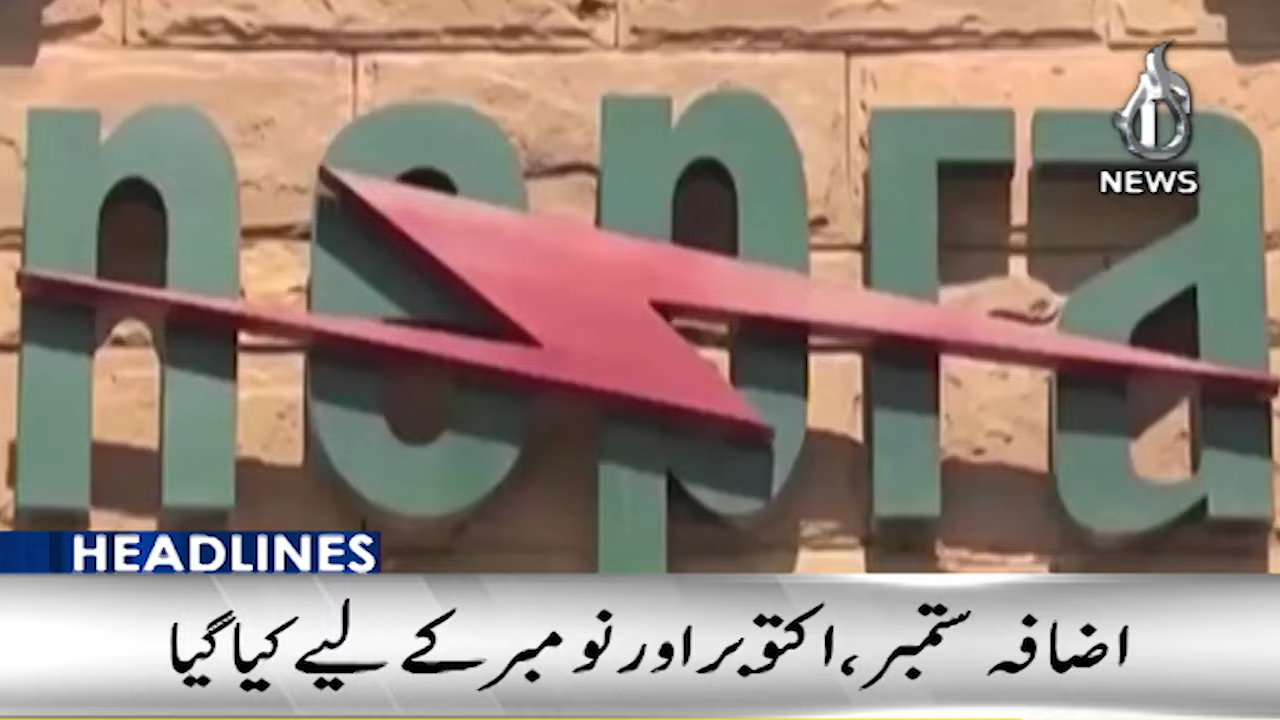 nepra
NEWS
HEADLINES
اضافہ ستمبر، اکتوبر اور نومبر کے لیے کیا گیا